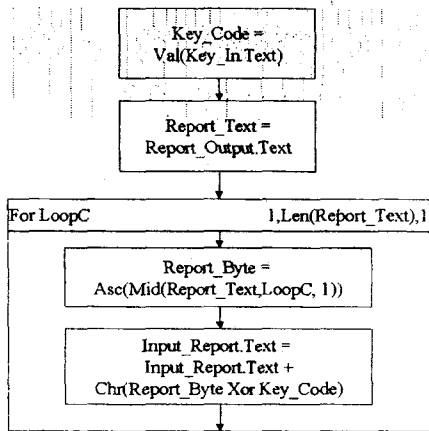 Key_Code =
Val(Key_In.Text)
Report_Text =
Report_Output.Text
For LoopC 1,Len(Report_Text),1
Report_Byte =
Asc(Mid(Report_Text,LoopC, 1))
Input_Report.Text =
Input_Report.Text +
Chr(Report_Byte Xor Key_Code)